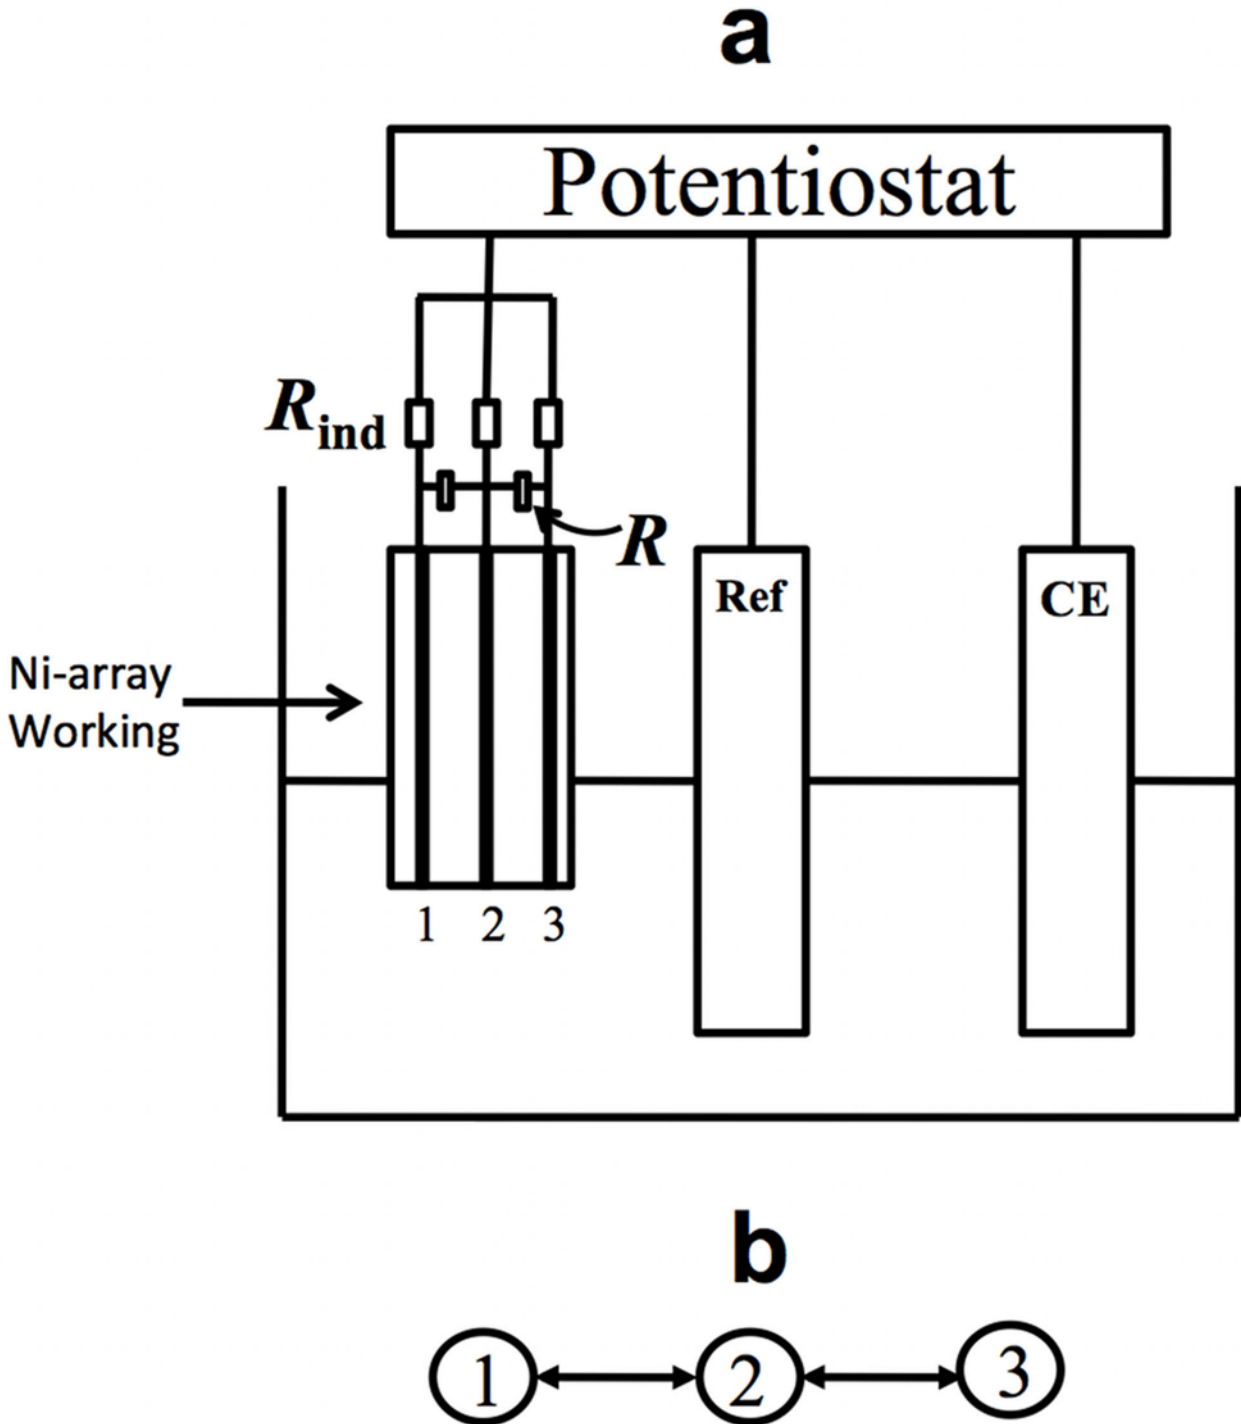 a
Potentiostat
Rind
R
Ref
CE
Ni-array
Working
1 2 3
b
1 2 3